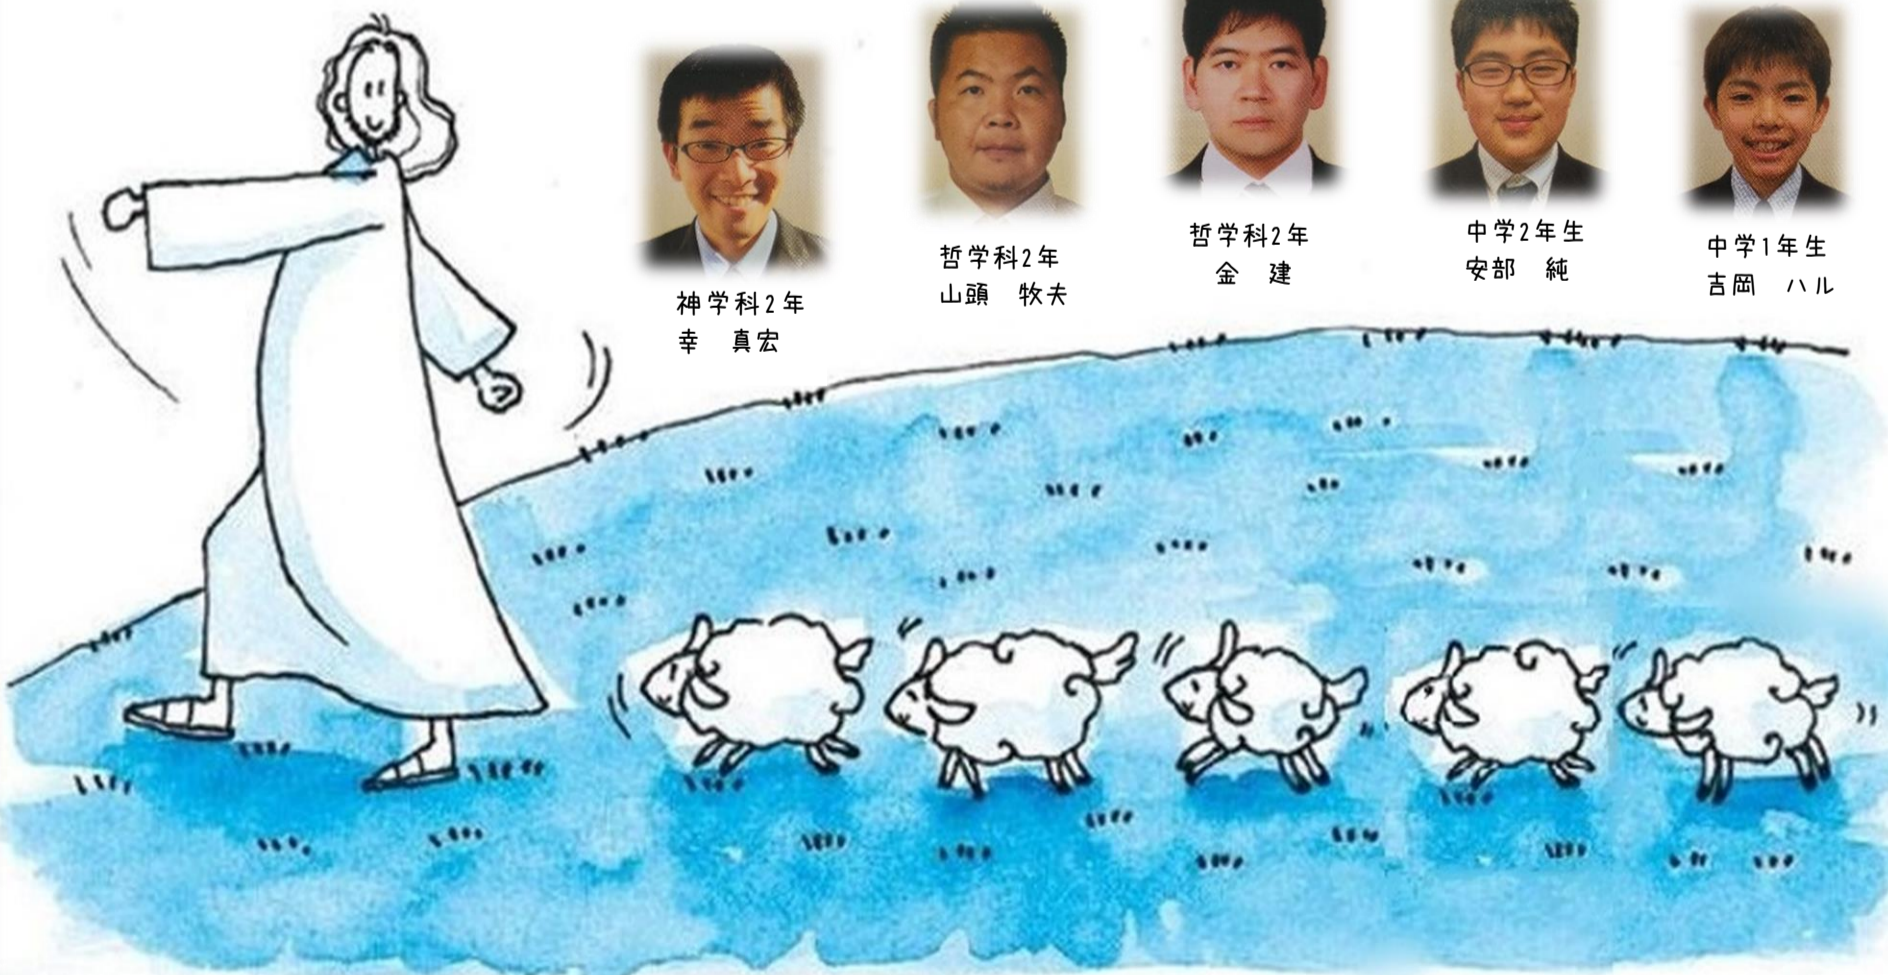 神学科2年
幸　真宏
哲学科2年
山頭　牧夫
哲学科2年
金　建
中学2年生
安部　純
中学1年生
吉岡　ハル